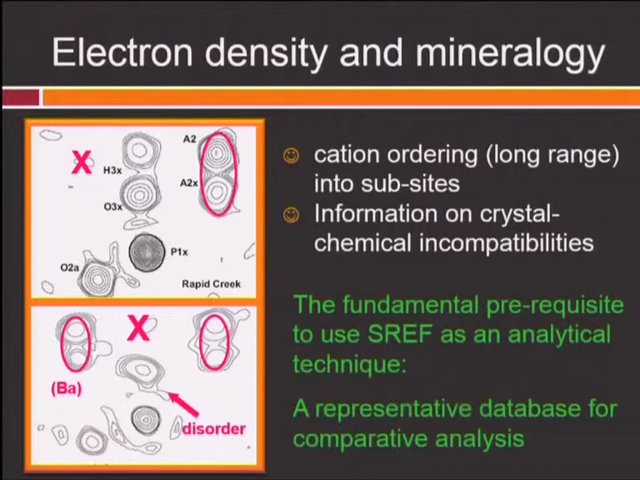 Electron density and mineralogy
X
A2
H3x
A2x
O3x
P1x
O2a
Rapid Creek
X
(Ba)
disorder
cation ordering (long range)
into sub-sites
Information on crystal-
chemical incompatibilities
The fundamental pre-requisite
to use SREF as an analytical
technique:
A representative database for
comparative analysis